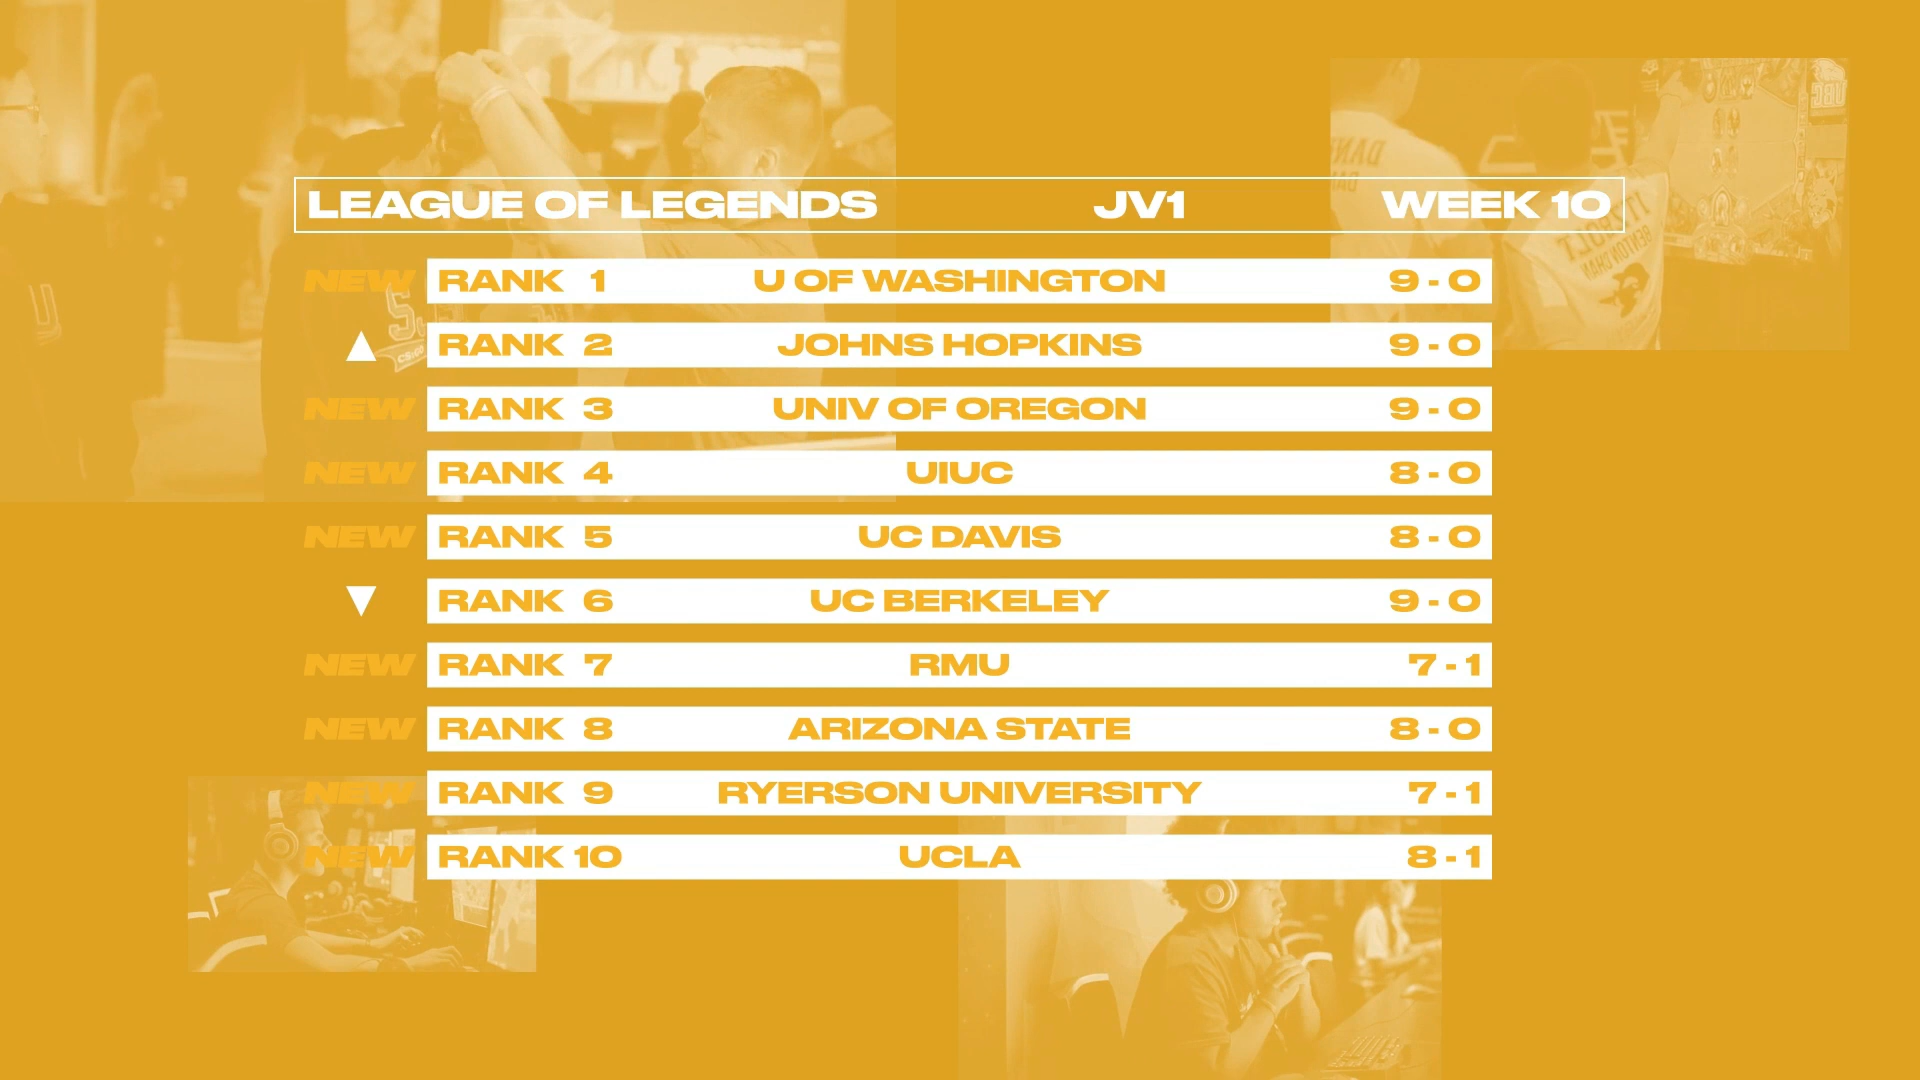 LEAGUE OF LEGENDS JV1 WEEK 10
NEW RANK 1 U OF WASHINGTON 9 - 0
▲ RANK 2 JOHNS HOPKINS 9 - 0
NEW RANK 3 UNIV OF OREGON 9 - 0
NEW RANK 4 UIUC 8 - 0
NEW RANK 5 UC DAVIS 8 - 0
▼ RANK 6 UC BERKELEY 9 - 0
NEW RANK 7 RMU 7 - 1
NEW RANK 8 ARIZONA STATE 8 - 0
NEW RANK 9 RYERSON UNIVERSITY 7 - 1
NEW RANK 10 UCLA 8 - 1